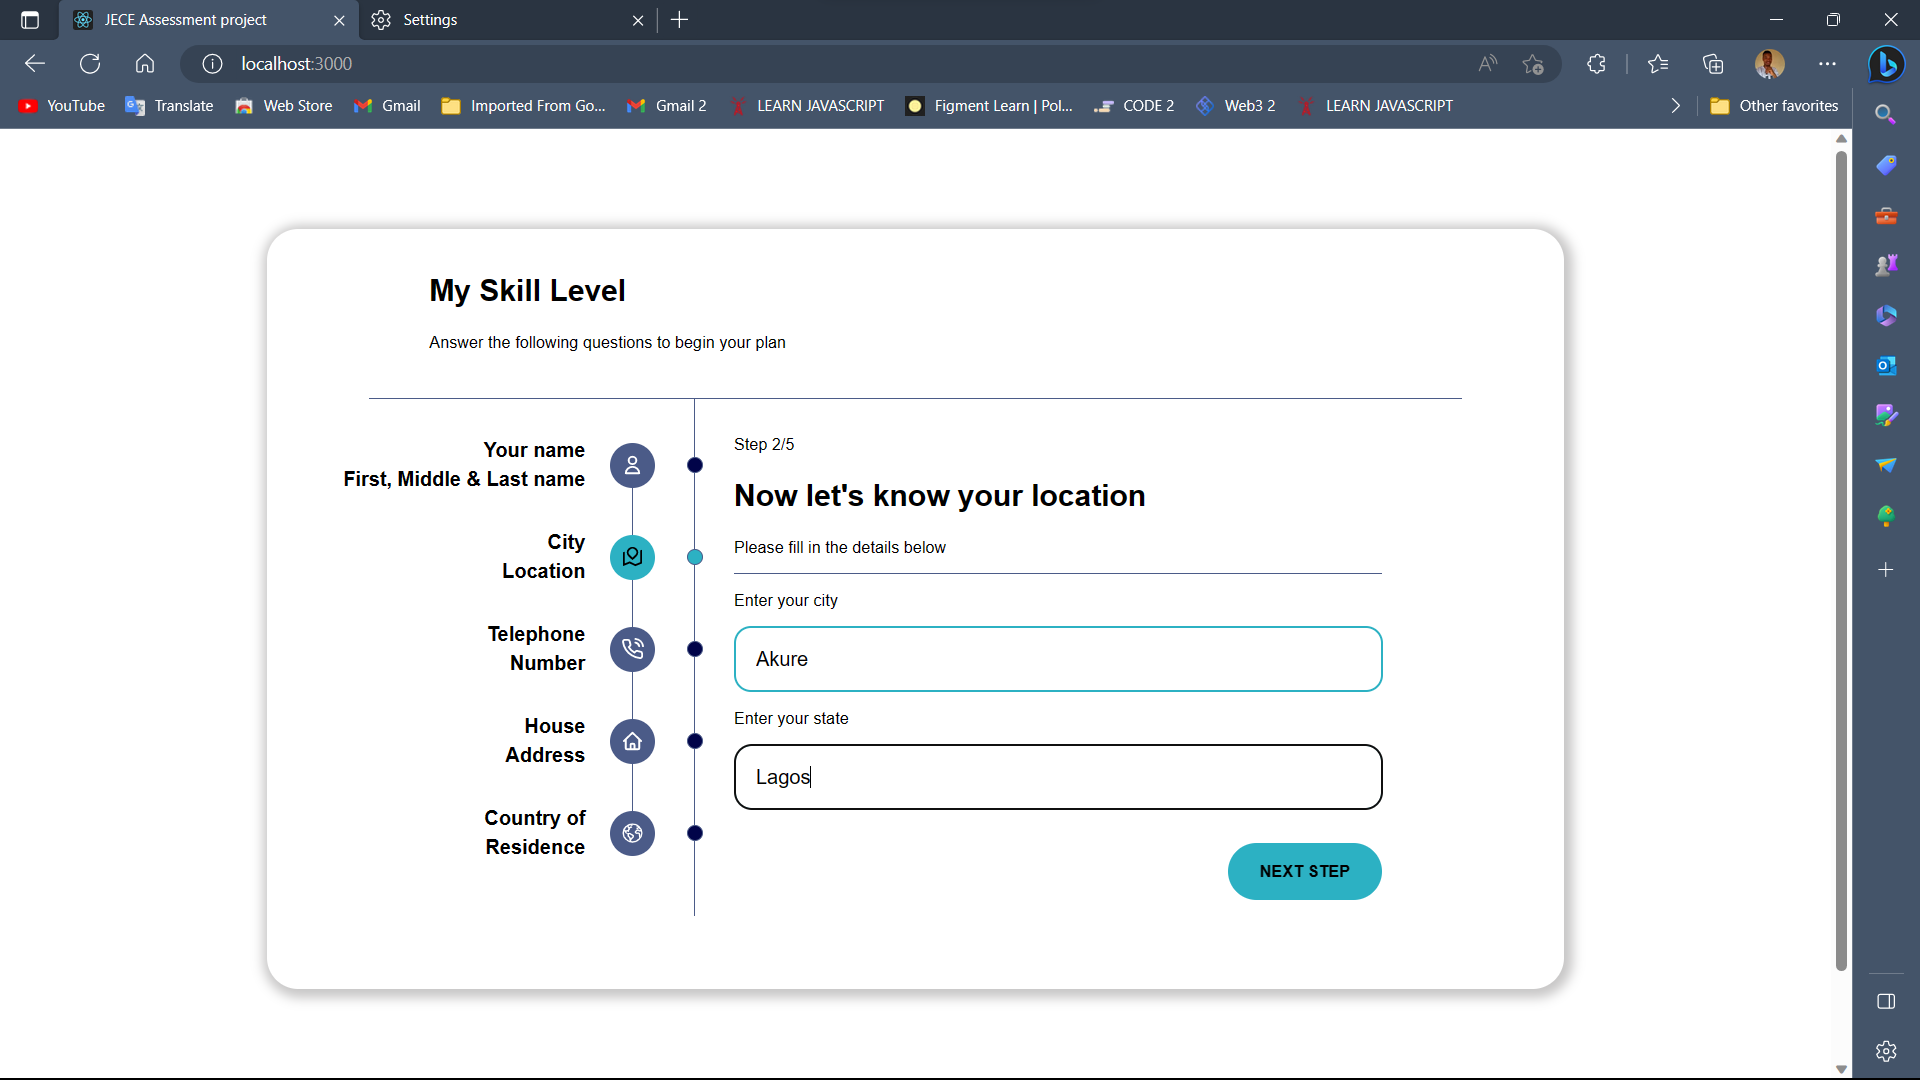 JECE Assessment project
Settings
localhost:3000
YouTube
Translate
Web Store
Gmail
Imported From Go...
Gmail 2
LEARN JAVASCRIPT
Figment Learn | Pol...
CODE 2
Web3 2
LEARN JAVASCRIPT
Other favorites
My Skill Level
Answer the following questions to begin your plan
Your name
First, Middle & Last name
City
Location
Telephone
Number
House
Address
Country of
Residence
Step 2/5
Now let's know your location
Please fill in the details below
Enter your city
Akure
Enter your state
Lagos
NEXT STEP